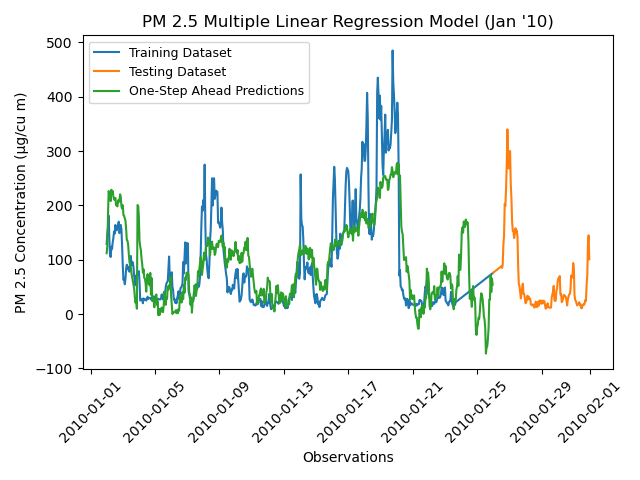 PM 2.5 Multiple Linear Regression Model (Jan '10)
Training Dataset
Testing Dataset
One-Step Ahead Predictions
PM 2.5 Concentration (μg/cu m)
500
400
300
200
100
0
−100
2010-01-01
2010-01-05
2010-01-09
2010-01-13
2010-01-17
2010-01-21
2010-01-25
2010-01-29
2010-02-01
Observations